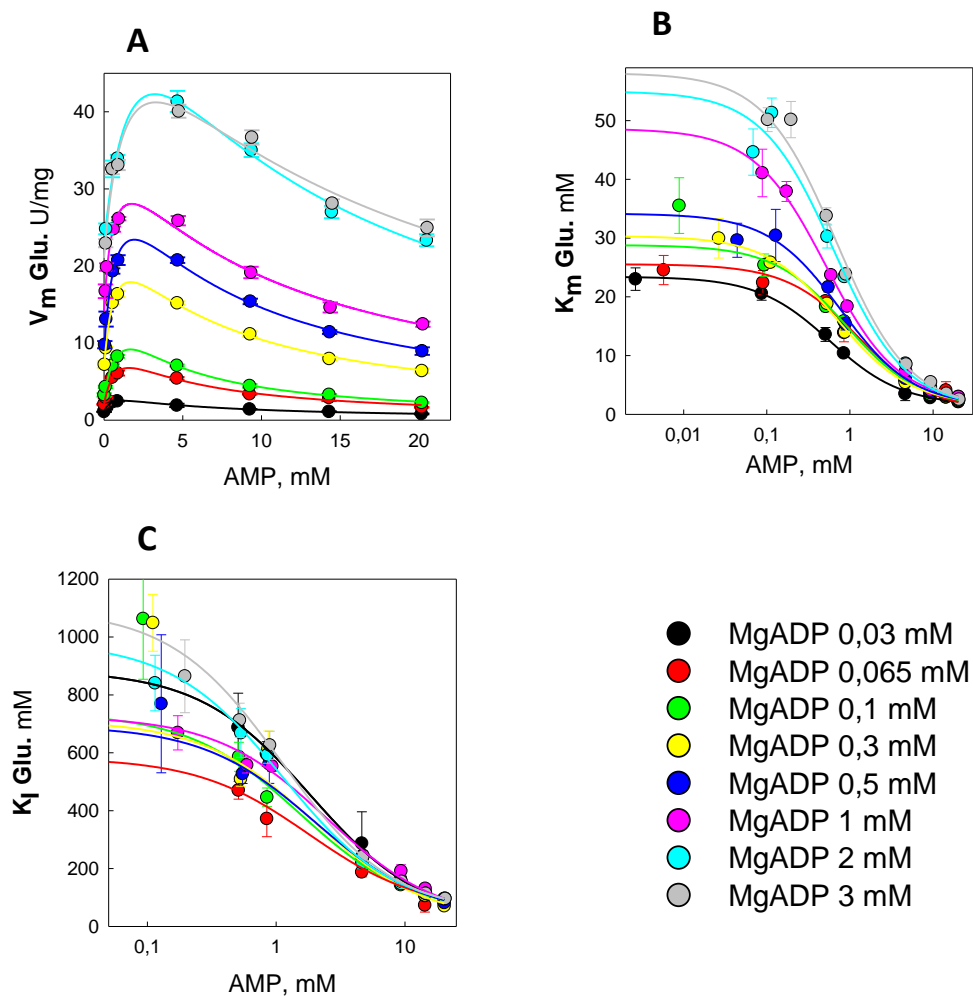 A
V_m Glu. U/mg
40
30
20
10
0
0 5 10 15 20
AMP, mM
B
K_m Glu. mM
50
40
30
20
10
0
0,01 0,1 1 10
AMP, mM
C
K_I Glu. mM
1200
1000
800
600
400
200
0
0,1 1 10
AMP, mM
MgADP 0,03 mM
MgADP 0,065 mM
MgADP 0,1 mM
MgADP 0,3 mM
MgADP 0,5 mM
MgADP 1 mM
MgADP 2 mM
MgADP 3 mM